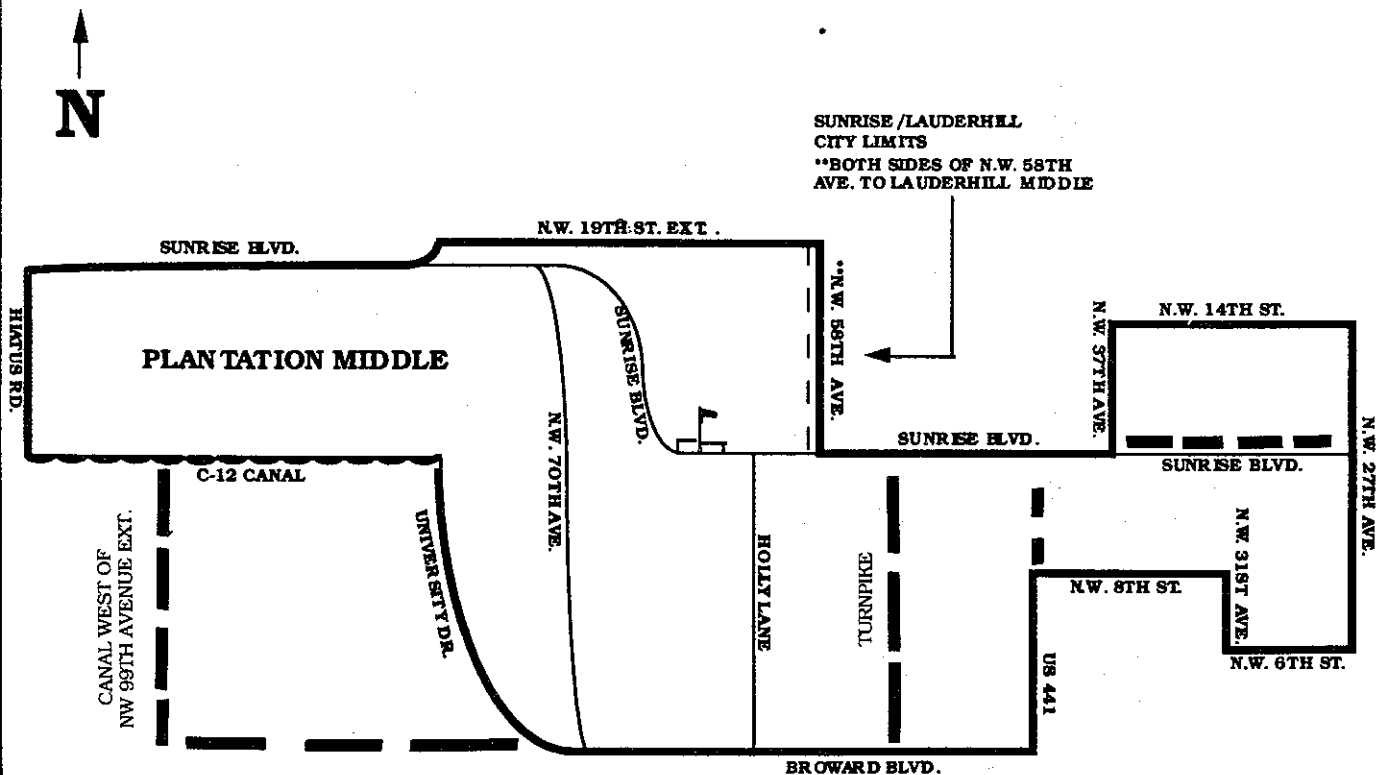 N
SUNRISE/LAUDERHILL
CITY LIMITS
**BOTH SIDES OF N.W. 58TH
AVE. TO LAUDERHILL MIDDLE
N.W. 19TH ST. EXT.
SUNRISE BLVD.
HIATUS RD.
PLANTATION MIDDLE
SUNRISE BLVD.
**N.W. 58TH AVE.
N.W. 37TH AVE.
N.W. 14TH ST.
N.W. 70TH AVE.
SUNRISE BLVD.
SUNRISE BLVD.
N.W. 27TH AVE.
C-12 CANAL
CANAL WEST OF
NW 99TH AVENUE EXT.
UNIVERSITY DR.
HOLLY LANE
TURNPIKE
N.W. 8TH ST.
N.W. 31ST AVE.
US 441
N.W. 6TH ST.
BROWARD BLVD.